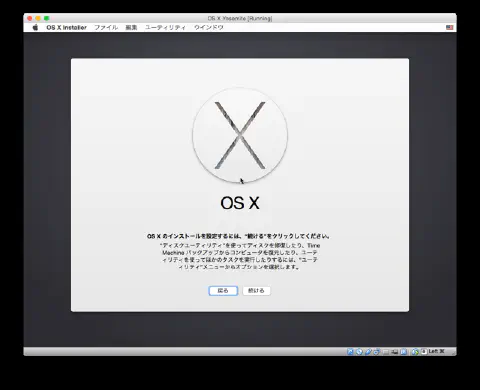 OS X Yosemite [Running]
OS X Installer ファイル 編集 ユーティリティ ウインドウ
OS X
OS X のインストールを設定するには、"続ける"をクリックしてください。
"ディスクユーティリティ"を使ってディスクを修復したり、Time
Machine バックアップからコンピュータを復元したり、ユーテ
ィリティを使ってほかのタスクを実行したりするには、"ユーテ
ィリティ"メニューからオプションを選択します。
戻る 続ける
Left ⌘